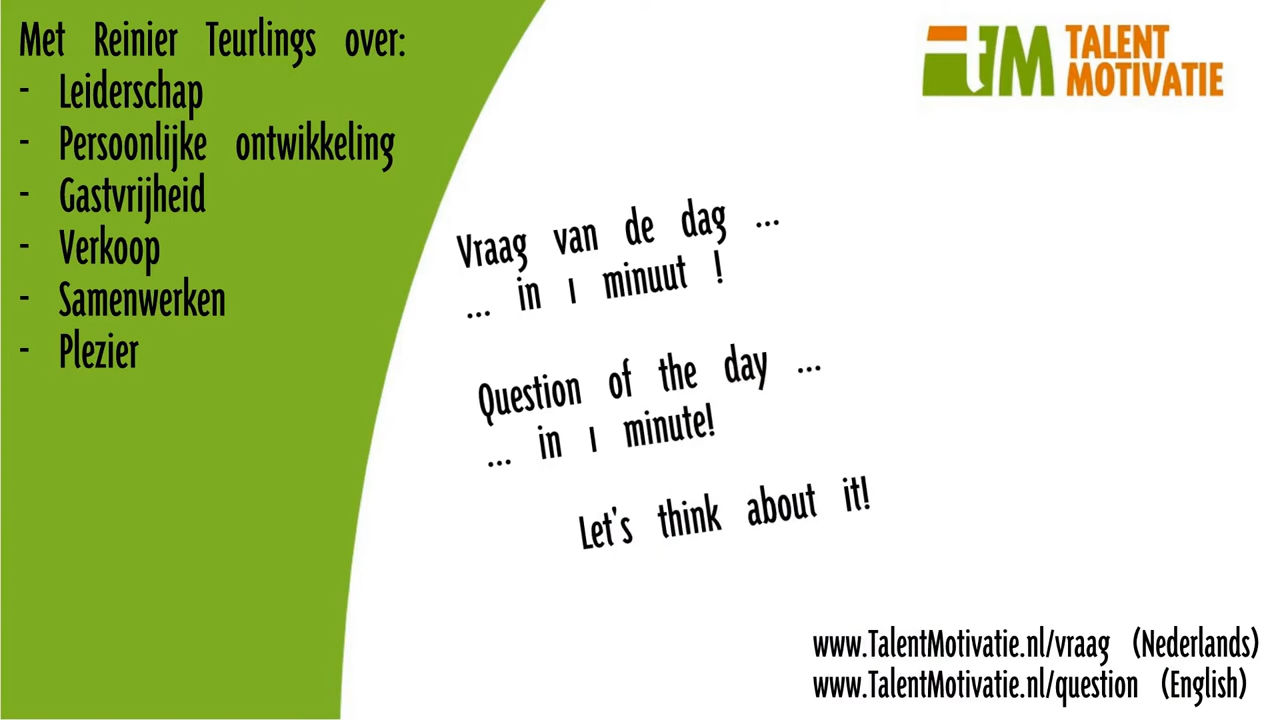 Met Reinier Teurlings over:
- Leiderschap
- Persoonlijke ontwikkeling
- Gastvrijheid
- Verkoop
- Samenwerken
- Plezier
tM TALENT
MOTIVATIE
Vraag van de dag ...
... in 1 minuut !
Question of the day ...
... in 1 minute!
Let's think about it!
www.TalentMotivatie.nl/vraag (Nederlands)
www.TalentMotivatie.nl/question (English)